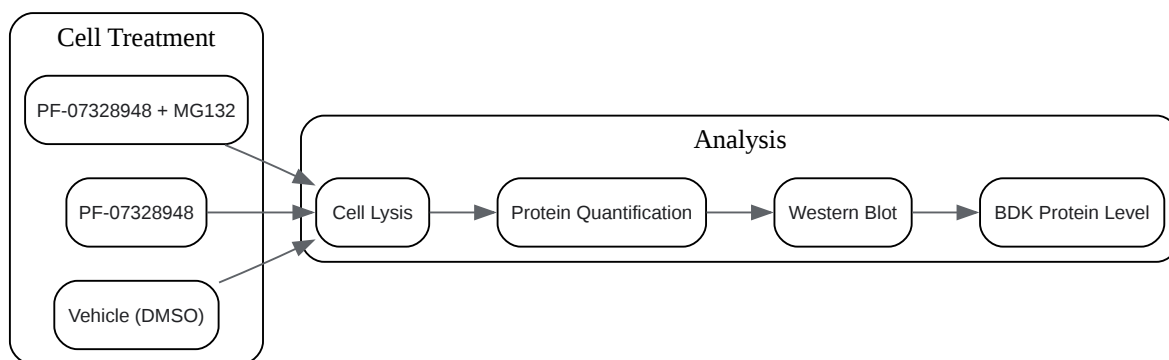 Cell Treatment
PF-07328948 + MG132
PF-07328948
Vehicle (DMSO)
Analysis
Cell Lysis
Protein Quantification
Western Blot
BDK Protein Level